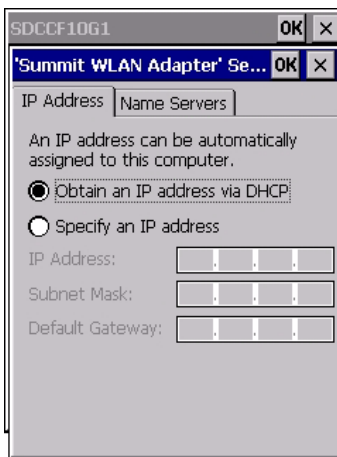 SDCCF10G1 OK ×
'Summit WLAN Adapter' Se... OK ×
IP Address Name Servers
An IP address can be automatically
assigned to this computer.
Obtain an IP address via DHCP
Specify an IP address
IP Address:
Subnet Mask:
Default Gateway: